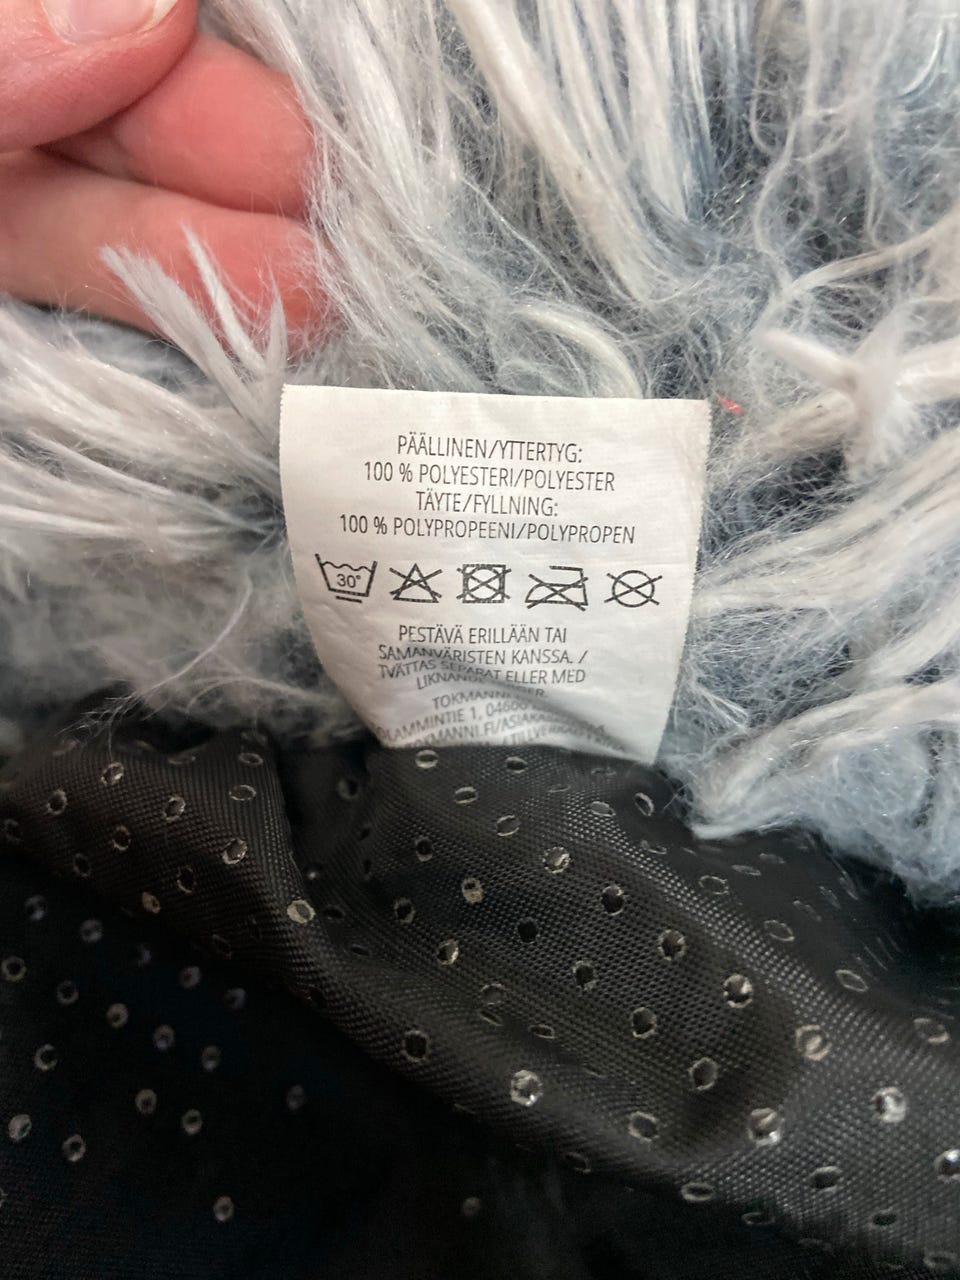 PÄÄLLINEN/YTTERTYG:
100 % POLYESTERI/POLYESTER
TÄYTE/FYLLNING:
100 % POLYPROPEENI/POLYPROPEN
30°
PESTÄVÄ ERILLÄÄN TAI
SAMANVÄRISTEN KANSSA. /
TVÄTTAS SEPARAT ELLER MED